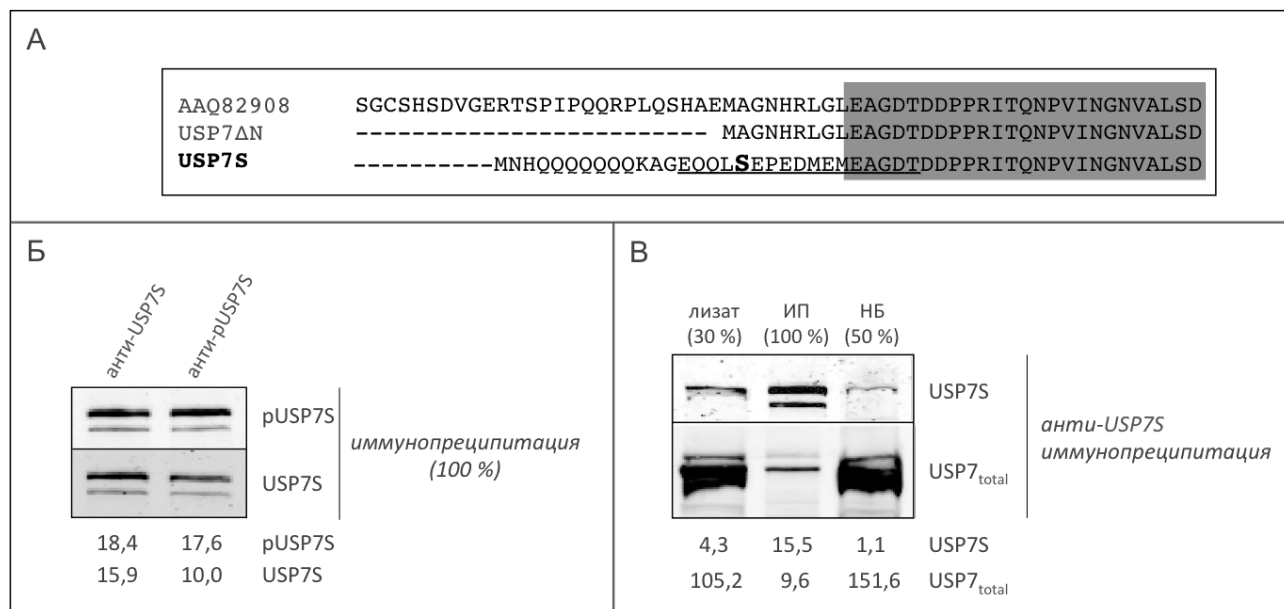 А
AAQ82908 SGCSHSDVGERTSPIPQQRPLQSHAEMAGNHRLGLEAGDTDDPPRITQNPVINGNVALSD
USP7ΔN ----------------------- MAGNHRLGLEAGDTDDPPRITQNPVINGNVALSD
USP7S ----------MNHQQQQQQQKAGEQQLSEPEDMEMEAGDTDDPPRITQNPVINGNVALSD
Б
анти-USP7S
анти-pUSP7S
pUSP7S
USP7S
иммунопреципитация
(100 %)
18,4 17,6 pUSP7S
15,9 10,0 USP7S
В
лизат ИП НБ
(30 %) (100 %) (50 %)
USP7S
USP7total
анти-USP7S
иммунопреципитация
4,3 15,5 1,1 USP7S
105,2 9,6 151,6 USP7total